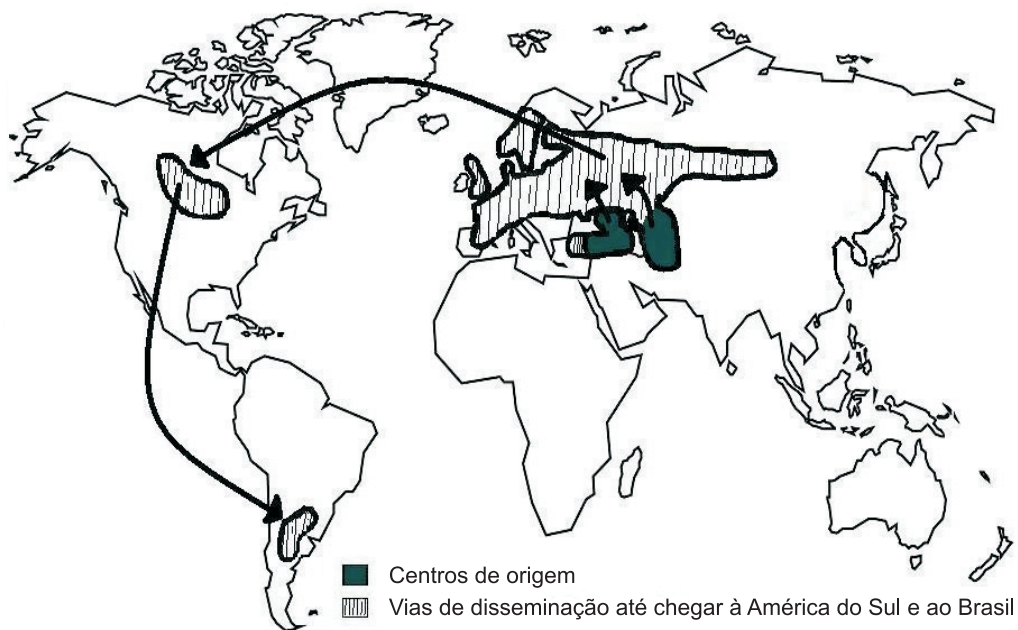 Centros de origem
Vias de disseminação até chegar à América do Sul e ao Brasil